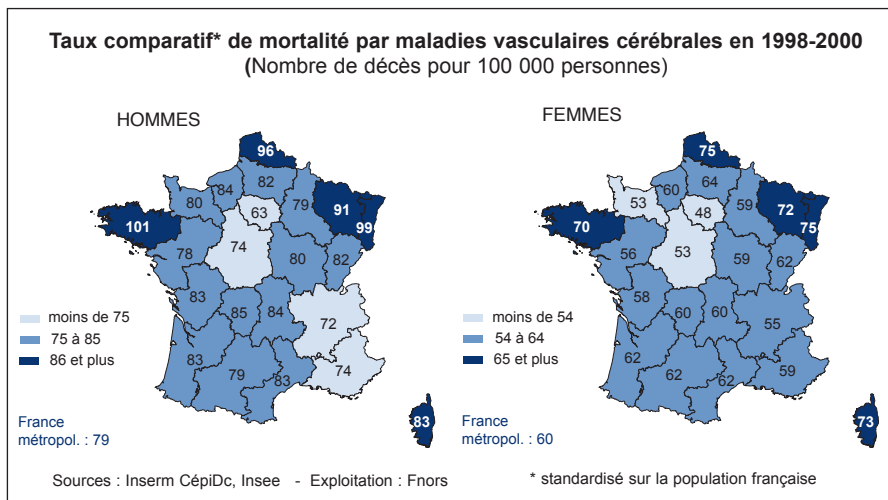 Taux comparatif* de mortalité par maladies vasculaires cérébrales en 1998-2000
(Nombre de décès pour 100 000 personnes)
HOMMES
96
82
84
80
79
91
99
63
101
74
78
80
82
83
85
84
72
83
79
83
74
83
moins de 75
75 à 85
86 et plus
France
métropol. : 79
FEMMES
75
64
60
53
59
72
75
48
70
53
56
59
62
58
60
60
55
62
62
62
59
73
moins de 54
54 à 64
65 et plus
France
métropol. : 60
Sources : Inserm CépiDc, Insee - Exploitation : Fnors
* standardisé sur la population française